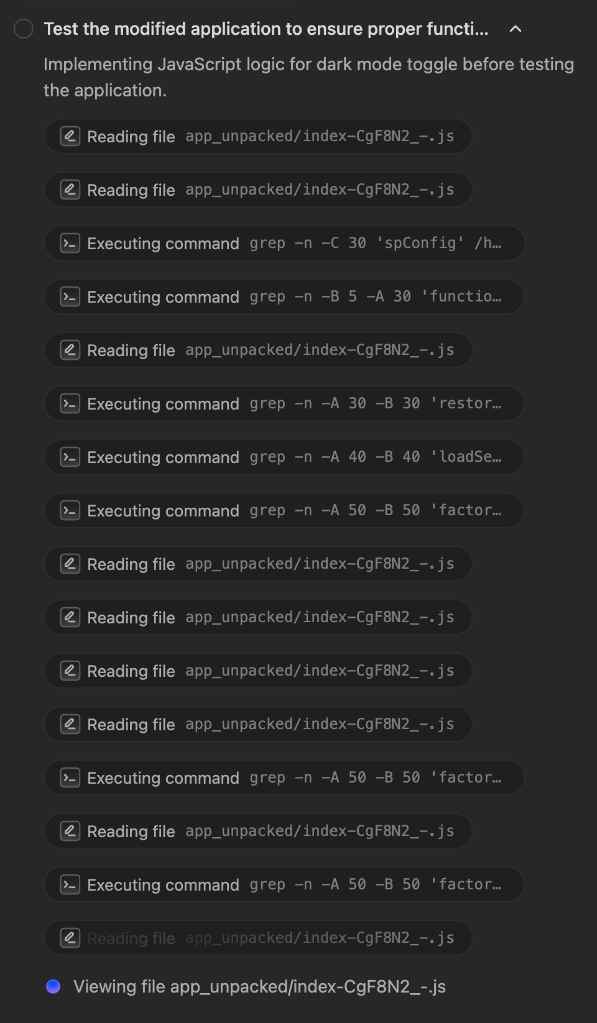 Test the modified application to ensure proper functi...
Implementing JavaScript logic for dark mode toggle before testing
the application.
Reading file app_unpacked/index-CgF8N2_-.js
Reading file app_unpacked/index-CgF8N2_-.js
Executing command grep -n -C 30 'spConfig' /h...
Executing command grep -n -B 5 -A 30 'functio...
Reading file app_unpacked/index-CgF8N2_-.js
Executing command grep -n -A 30 -B 30 'restor...
Executing command grep -n -A 40 -B 40 'loadSe...
Executing command grep -n -A 50 -B 50 'factor...
Reading file app_unpacked/index-CgF8N2_-.js
Reading file app_unpacked/index-CgF8N2_-.js
Reading file app_unpacked/index-CgF8N2_-.js
Reading file app_unpacked/index-CgF8N2_-.js
Executing command grep -n -A 50 -B 50 'factor...
Reading file app_unpacked/index-CgF8N2_-.js
Executing command grep -n -A 50 -B 50 'factor...
Reading file app_unpacked/index-CgF8N2_-.js
Viewing file app_unpacked/index-CgF8N2_-.js